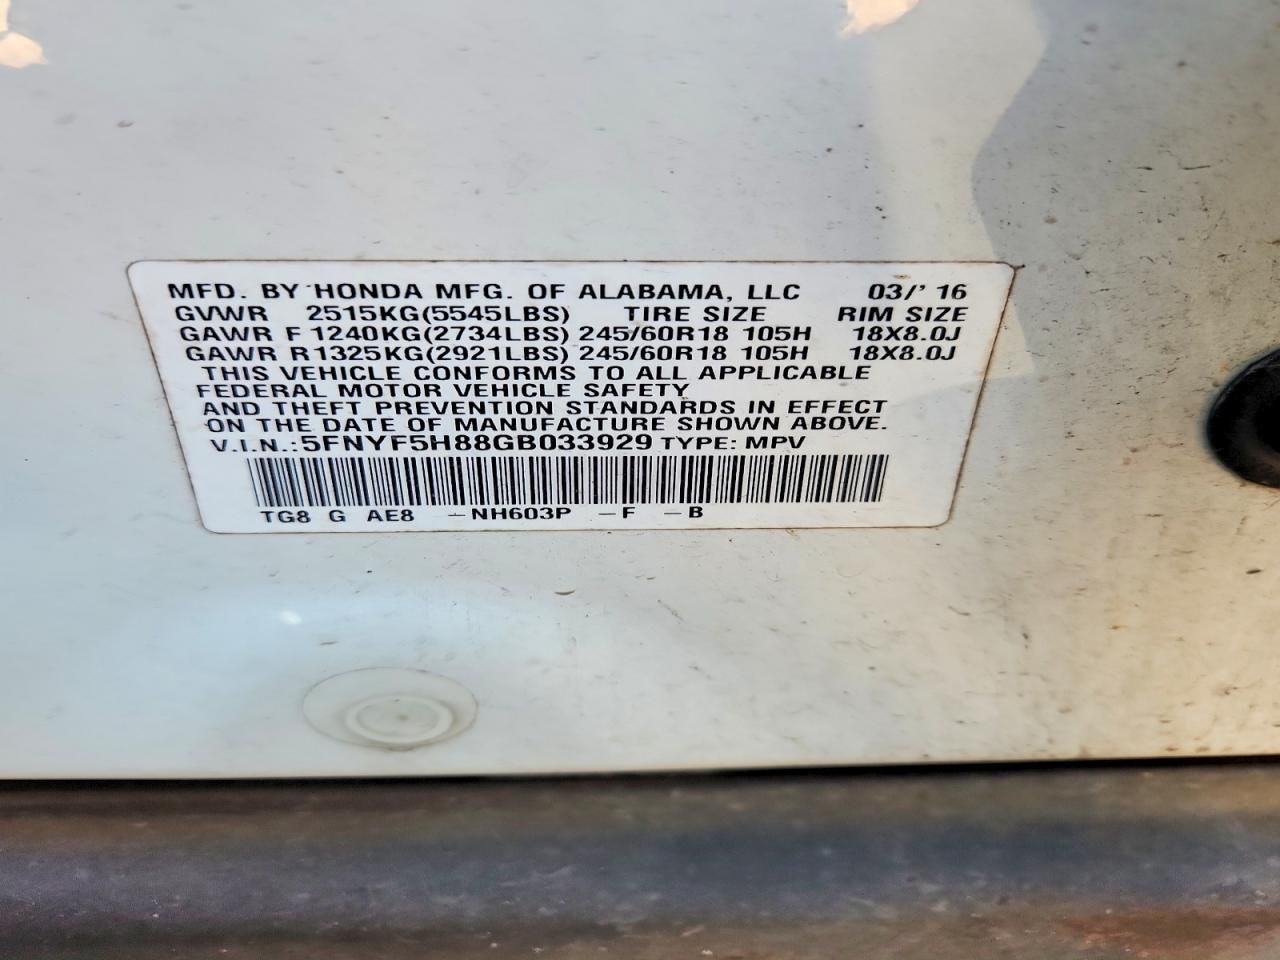 MFD. BY HONDA MFG. OF ALABAMA, LLC 03/' 16
GVWR 2515KG(5545LBS) TIRE SIZE RIM SIZE
GAWR F 1240KG(2734LBS) 245/60R18 105H 18X8.0J
GAWR R1325KG(2921LBS) 245/60R18 105H 18X8.0J
THIS VEHICLE CONFORMS TO ALL APPLICABLE
FEDERAL MOTOR VEHICLE SAFETY
AND THEFT PREVENTION STANDARDS IN EFFECT
ON THE DATE OF MANUFACTURE SHOWN ABOVE.
V.I.N.: 5FNYF5H88GB033929 TYPE: MPV
TG8 G AE8 -NH603P -F -B